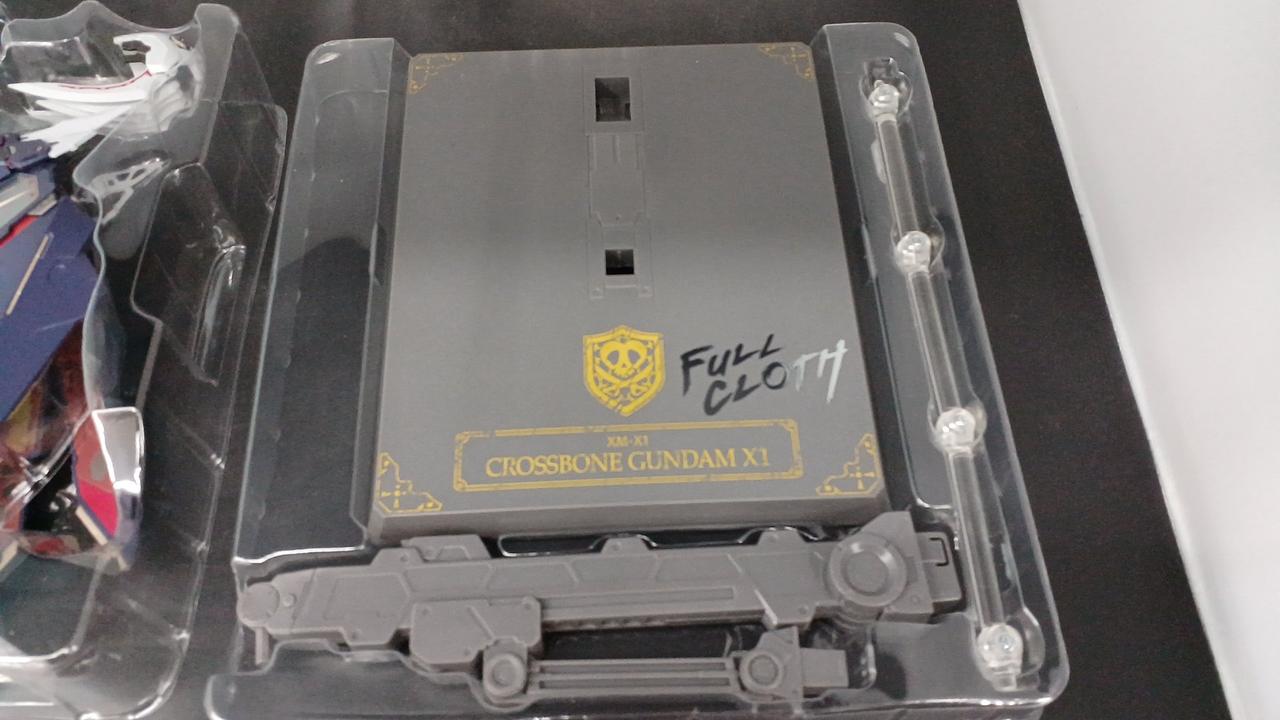 FULL
CLOTH
XM-X1
CROSSBONE GUNDAM X1